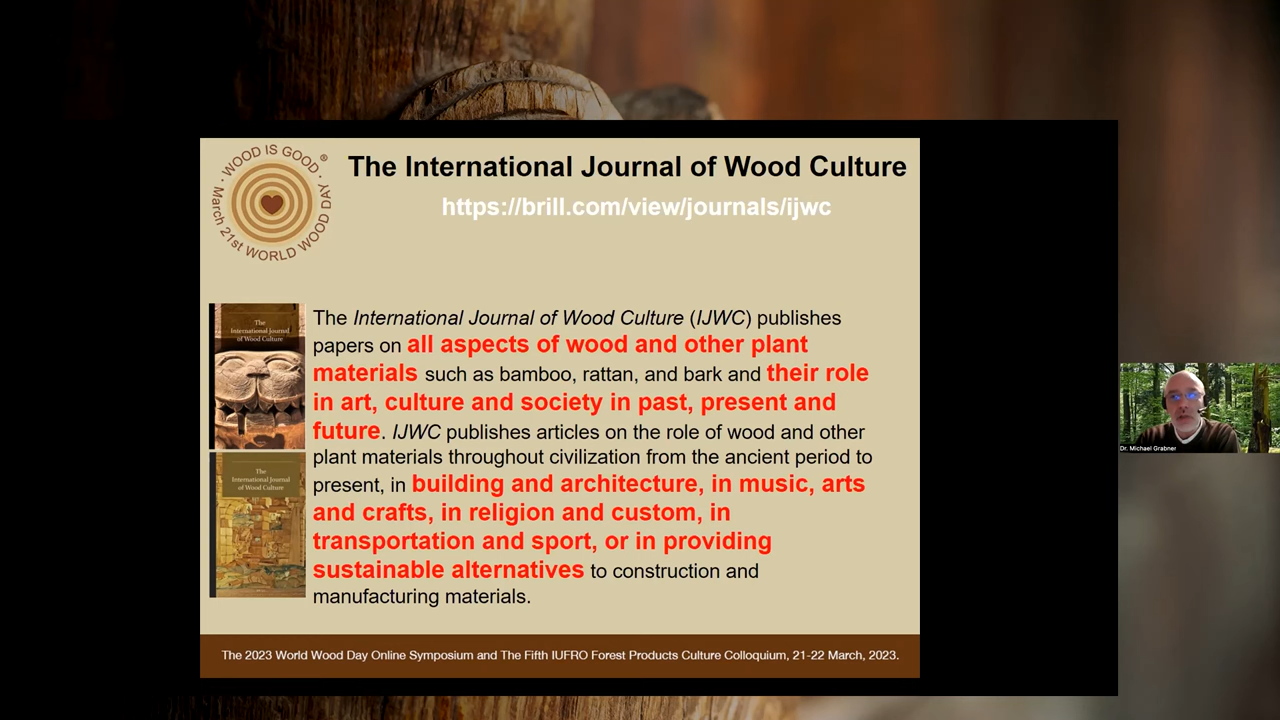 · WOOD IS GOOD · ®
March 21st WORLD WOOD DAY
The International Journal of Wood Culture
https://brill.com/view/journals/ijwc
The
International Journal
of Wood Culture
The
International Journal
of Wood Culture
The International Journal of Wood Culture (IJWC) publishes
papers on all aspects of wood and other plant
materials such as bamboo, rattan, and bark and their role
in art, culture and society in past, present and
future. IJWC publishes articles on the role of wood and other
plant materials throughout civilization from the ancient period to
present, in building and architecture, in music, arts
and crafts, in religion and custom, in
transportation and sport, or in providing
sustainable alternatives to construction and
manufacturing materials.
The 2023 World Wood Day Online Symposium and The Fifth IUFRO Forest Products Culture Colloquium, 21-22 March, 2023.
Dr. Michael Grabner